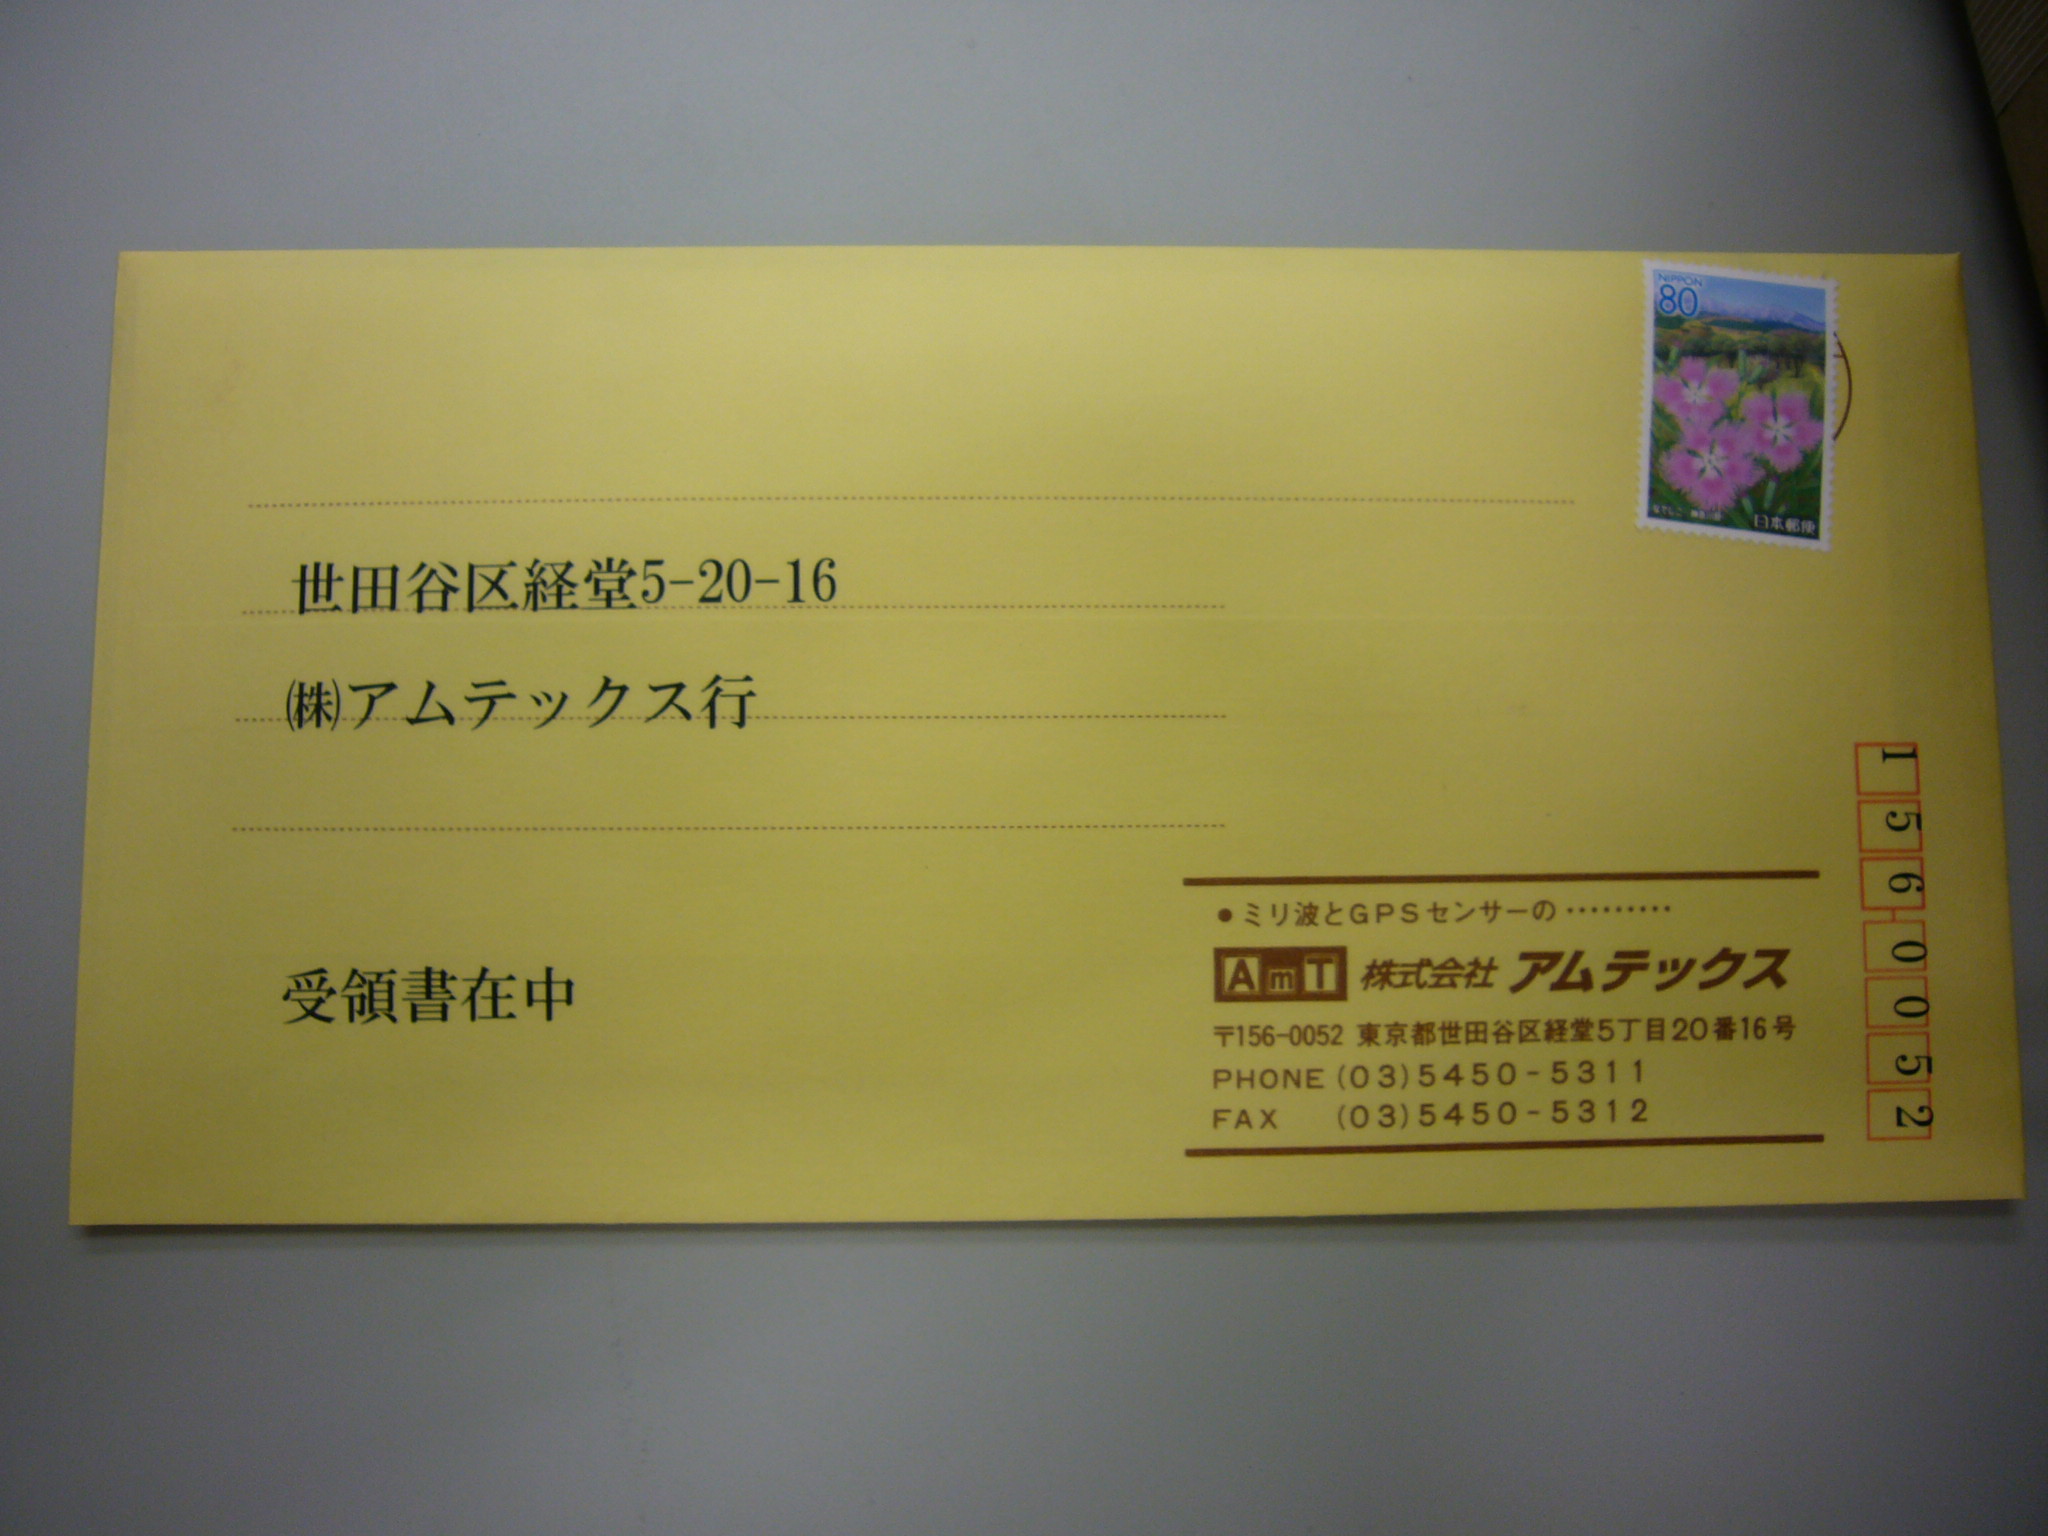 NIPPON
80
日本郵便
世田谷区経堂5-20-16
㈱アムテックス行
受領書在中
1560052
●ミリ波とGPSセンサーの………
AmT 株式会社 アムテックス
〒156-0052 東京都世田谷区経堂5丁目20番16号
PHONE (03)5450-5311
FAX (03)5450-5312